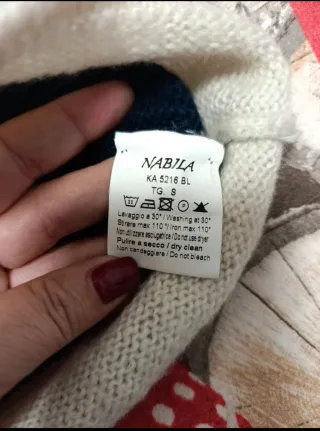 NABILA
KA 5216 BL
TG. S
Lavaggio a 30° / Washing at 30°
Stirare max 110° / Iron max 110°
Non utilizzare asciugatrice / Do not use dryer
Pulire a secco / dry clean
Non candeggiare / Do not bleach